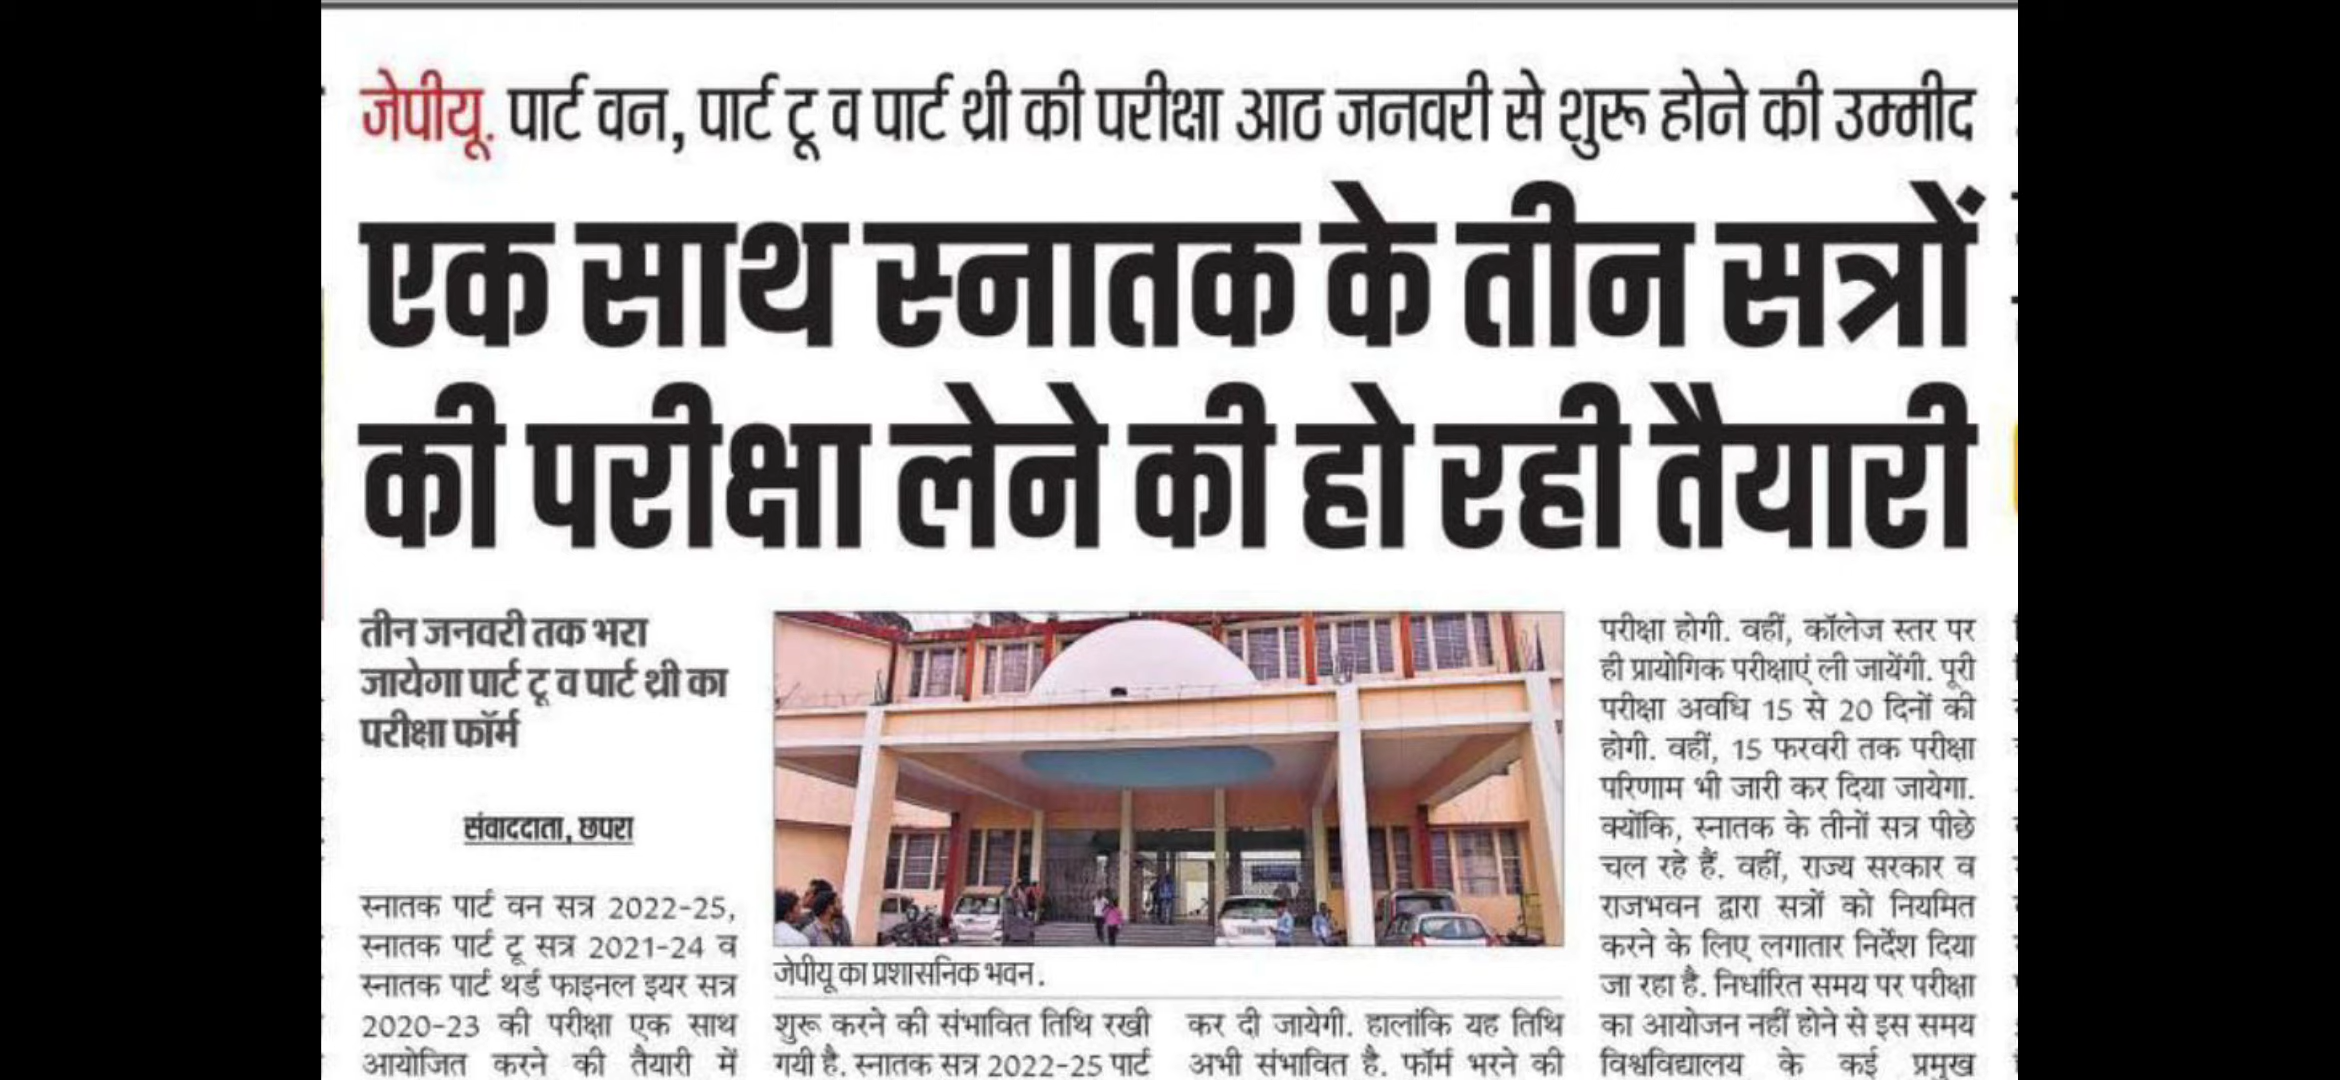 जेपीयू. पार्ट वन, पार्ट टू व पार्ट थ्री की परीक्षा आठ जनवरी से शुरू होने की उम्मीद
एक साथ स्नातक के तीन सत्रों
की परीक्षा लेने की हो रही तैयारी
तीन जनवरी तक भरा
जायेगा पार्ट टू व पार्ट थ्री का
परीक्षा फॉर्म
संवाददाता, छपरा
स्नातक पार्ट वन सत्र 2022-25,
स्नातक पार्ट टू सत्र 2021-24 व
स्नातक पार्ट थर्ड फाइनल इयर सत्र
2020-23 की परीक्षा एक साथ
आयोजित करने की तैयारी में
जेपीयू का प्रशासनिक भवन.
शुरू करने की संभावित तिथि रखी
गयी है. स्नातक सत्र 2022-25 पार्ट
कर दी जायेगी. हालांकि यह तिथि
अभी संभावित है. फॉर्म भरने की
परीक्षा होगी. वहीं, कॉलेज स्तर पर
ही प्रायोगिक परीक्षाएं ली जायेंगी. पूरी
परीक्षा अवधि 15 से 20 दिनों की
होगी. वहीं, 15 फरवरी तक परीक्षा
परिणाम भी जारी कर दिया जायेगा.
क्योंकि, स्नातक के तीनों सत्र पीछे
चल रहे हैं. वहीं, राज्य सरकार व
राजभवन द्वारा सत्रों को नियमित
करने के लिए लगातार निर्देश दिया
जा रहा है. निर्धारित समय पर परीक्षा
का आयोजन नहीं होने से इस समय
विश्वविद्यालय के कई प्रमुख